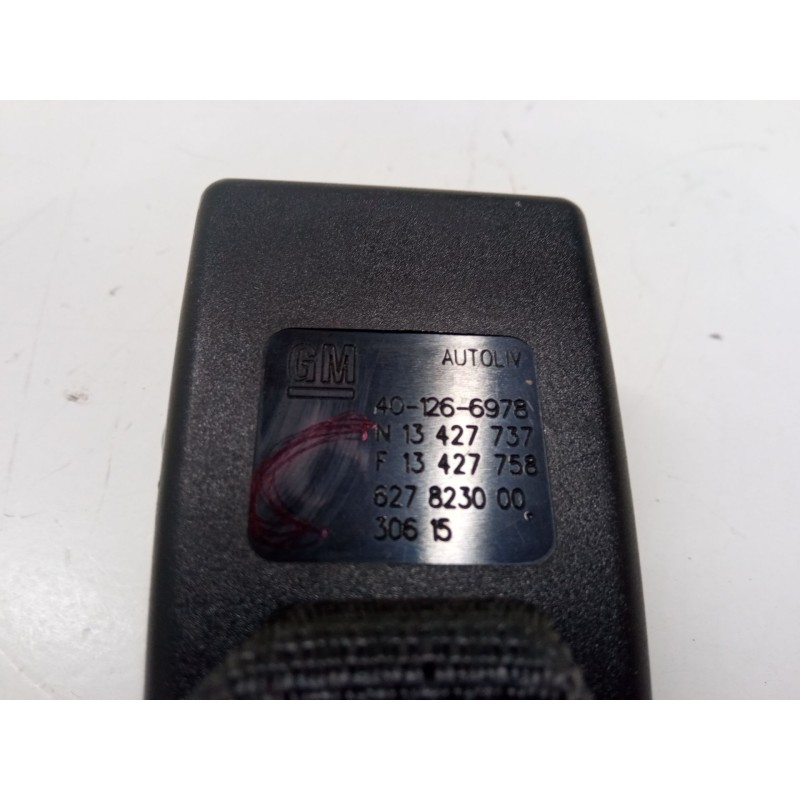 GM AUTOLIV
40-126-6978
N 13 427 737
F 13 427 758
627 8230 00
306 15